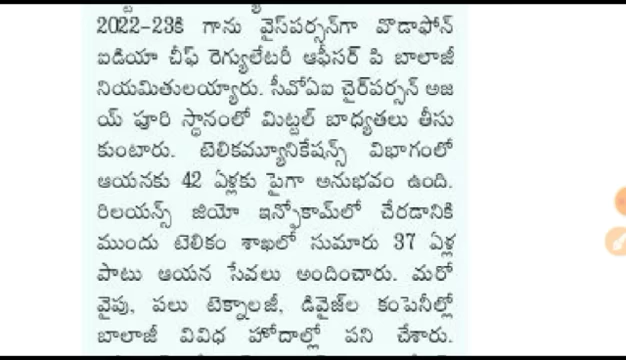 2022-23కి గాను వైస్‌పర్సన్‌గా వొడాఫోన్
ఐడియా చీఫ్ రెగ్యులేటరీ ఆఫీసర్ పి బాలాజీ
నియమితులయ్యారు. సీవోఏఐ చైర్‌పర్సన్ అజ
య్ పూరి స్థానంలో మిట్టల్ బాధ్యతలు తీసు
కుంటారు. టెలికమ్యూనికేషన్స్ విభాగంలో
ఆయనకు 42 ఏళ్లకు పైగా అనుభవం ఉంది.
రిలయన్స్ జియో ఇన్ఫోకామ్‌లో చేరడానికి
ముందు టెలికం శాఖలో సుమారు 37 ఏళ్ల
పాటు ఆయన సేవలు అందించారు. మరో
వైపు, పలు టెక్నాలజీ, డివైజ్‌ల కంపెనీల్లో
బాలాజీ వివిధ హోదాల్లో పని చేశారు.